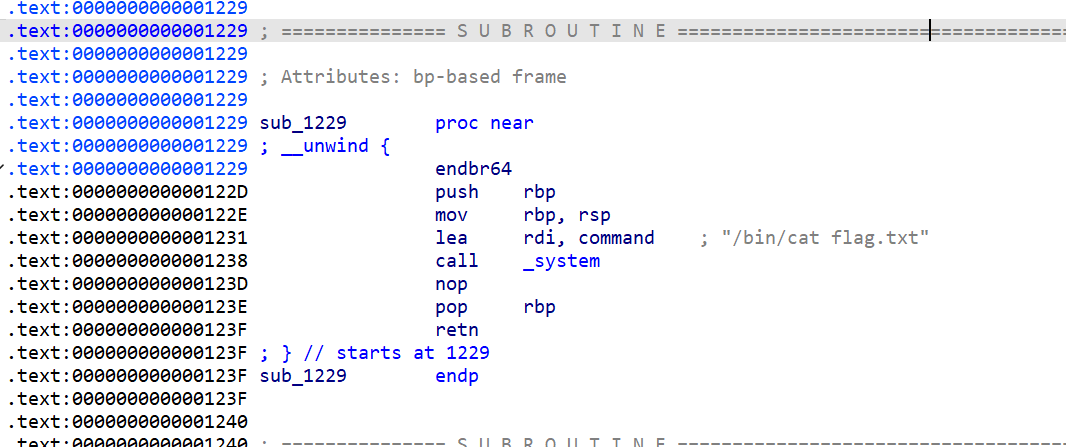 .text:0000000000001229
.text:0000000000001229 ; =============== S U B R O U T I N E =======================================
.text:0000000000001229
.text:0000000000001229 ; Attributes: bp-based frame
.text:0000000000001229
.text:0000000000001229 sub_1229        proc near
.text:0000000000001229 ; __unwind {
.text:0000000000001229                 endbr64
.text:000000000000122D                 push    rbp
.text:000000000000122E                 mov     rbp, rsp
.text:0000000000001231                 lea     rdi, command    ; "/bin/cat flag.txt"
.text:0000000000001238                 call    _system
.text:000000000000123D                 nop
.text:000000000000123E                 pop     rbp
.text:000000000000123F                 retn
.text:000000000000123F ; } // starts at 1229
.text:000000000000123F sub_1229        endp
.text:000000000000123F
.text:0000000000001240
.text:0000000000001240 ; =============== S U B R O U T I N E =======================================